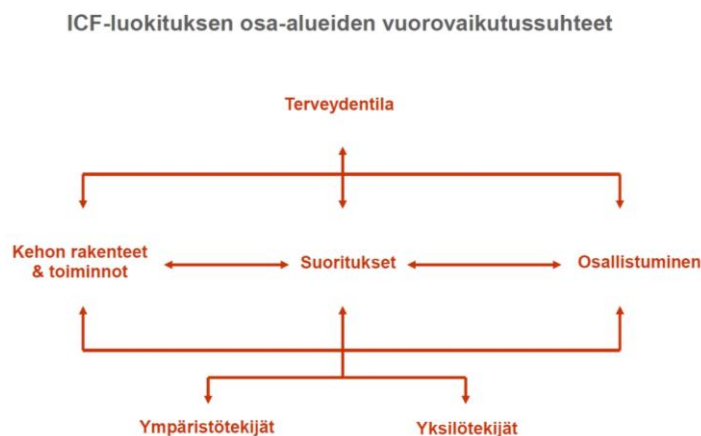 ICF-luokituksen osa-alueiden vuorovaikutussuhteet
Terveydentila
Kehon rakenteet
& toiminnot
Suoritukset
Osallistuminen
Ympäristötekijät
Yksilötekijät